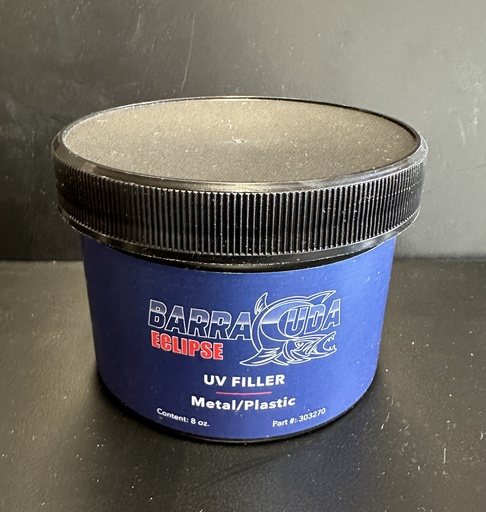 BARRACUDA
ECLIPSE
UV FILLER
Metal/Plastic
Content: 8 oz. Part #: 303270